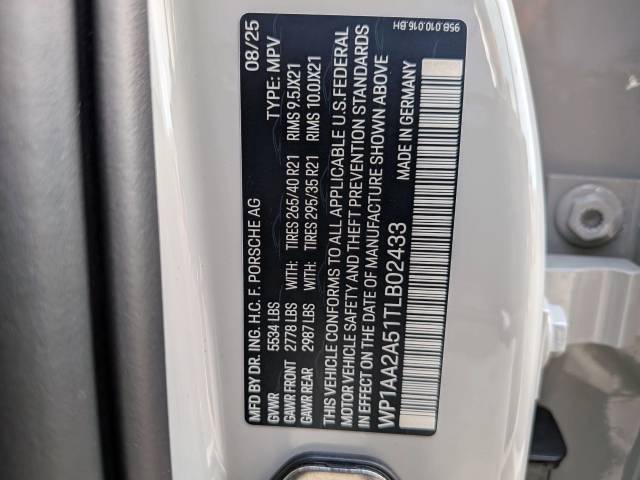 95B.010.016.BH
MFD BY DR. ING. H.C. F. PORSCHE AG 08/25
GVWR 5534 LBS TYPE: MPV
GAWR FRONT 2778 LBS WITH: TIRES 265/40 R21 RIMS 9.5JX21
GAWR REAR 2987 LBS WITH: TIRES 295/35 R21 RIMS 10.0JX21
THIS VEHICLE CONFORMS TO ALL APPLICABLE U.S. FEDERAL
MOTOR VEHICLE SAFETY AND THEFT PREVENTION STANDARDS
IN EFFECT ON THE DATE OF MANUFACTURE SHOWN ABOVE
WP1AA2A51TLB02433 MADE IN GERMANY